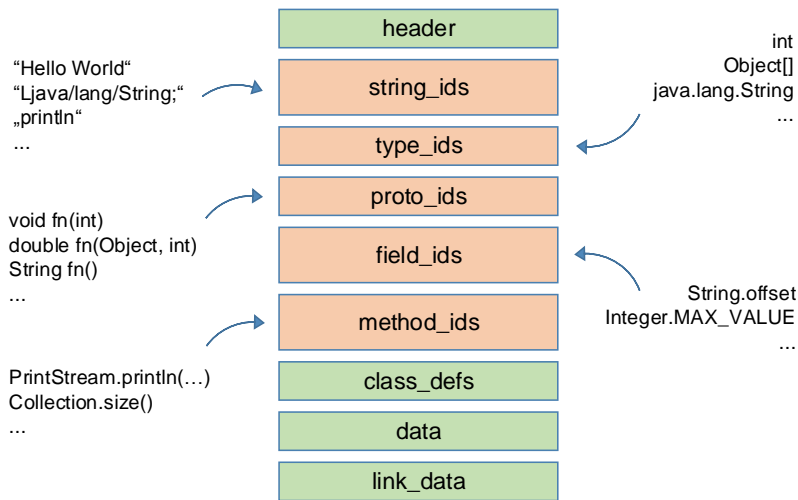 header
“Hello World“
“Ljava/lang/String;“
„println“
...
string_ids
int
Object[]
java.lang.String
...
type_ids
proto_ids
void fn(int)
double fn(Object, int)
String fn()
...
field_ids
String.offset
Integer.MAX_VALUE
...
method_ids
PrintStream.println(…)
Collection.size()
...
class_defs
data
link_data